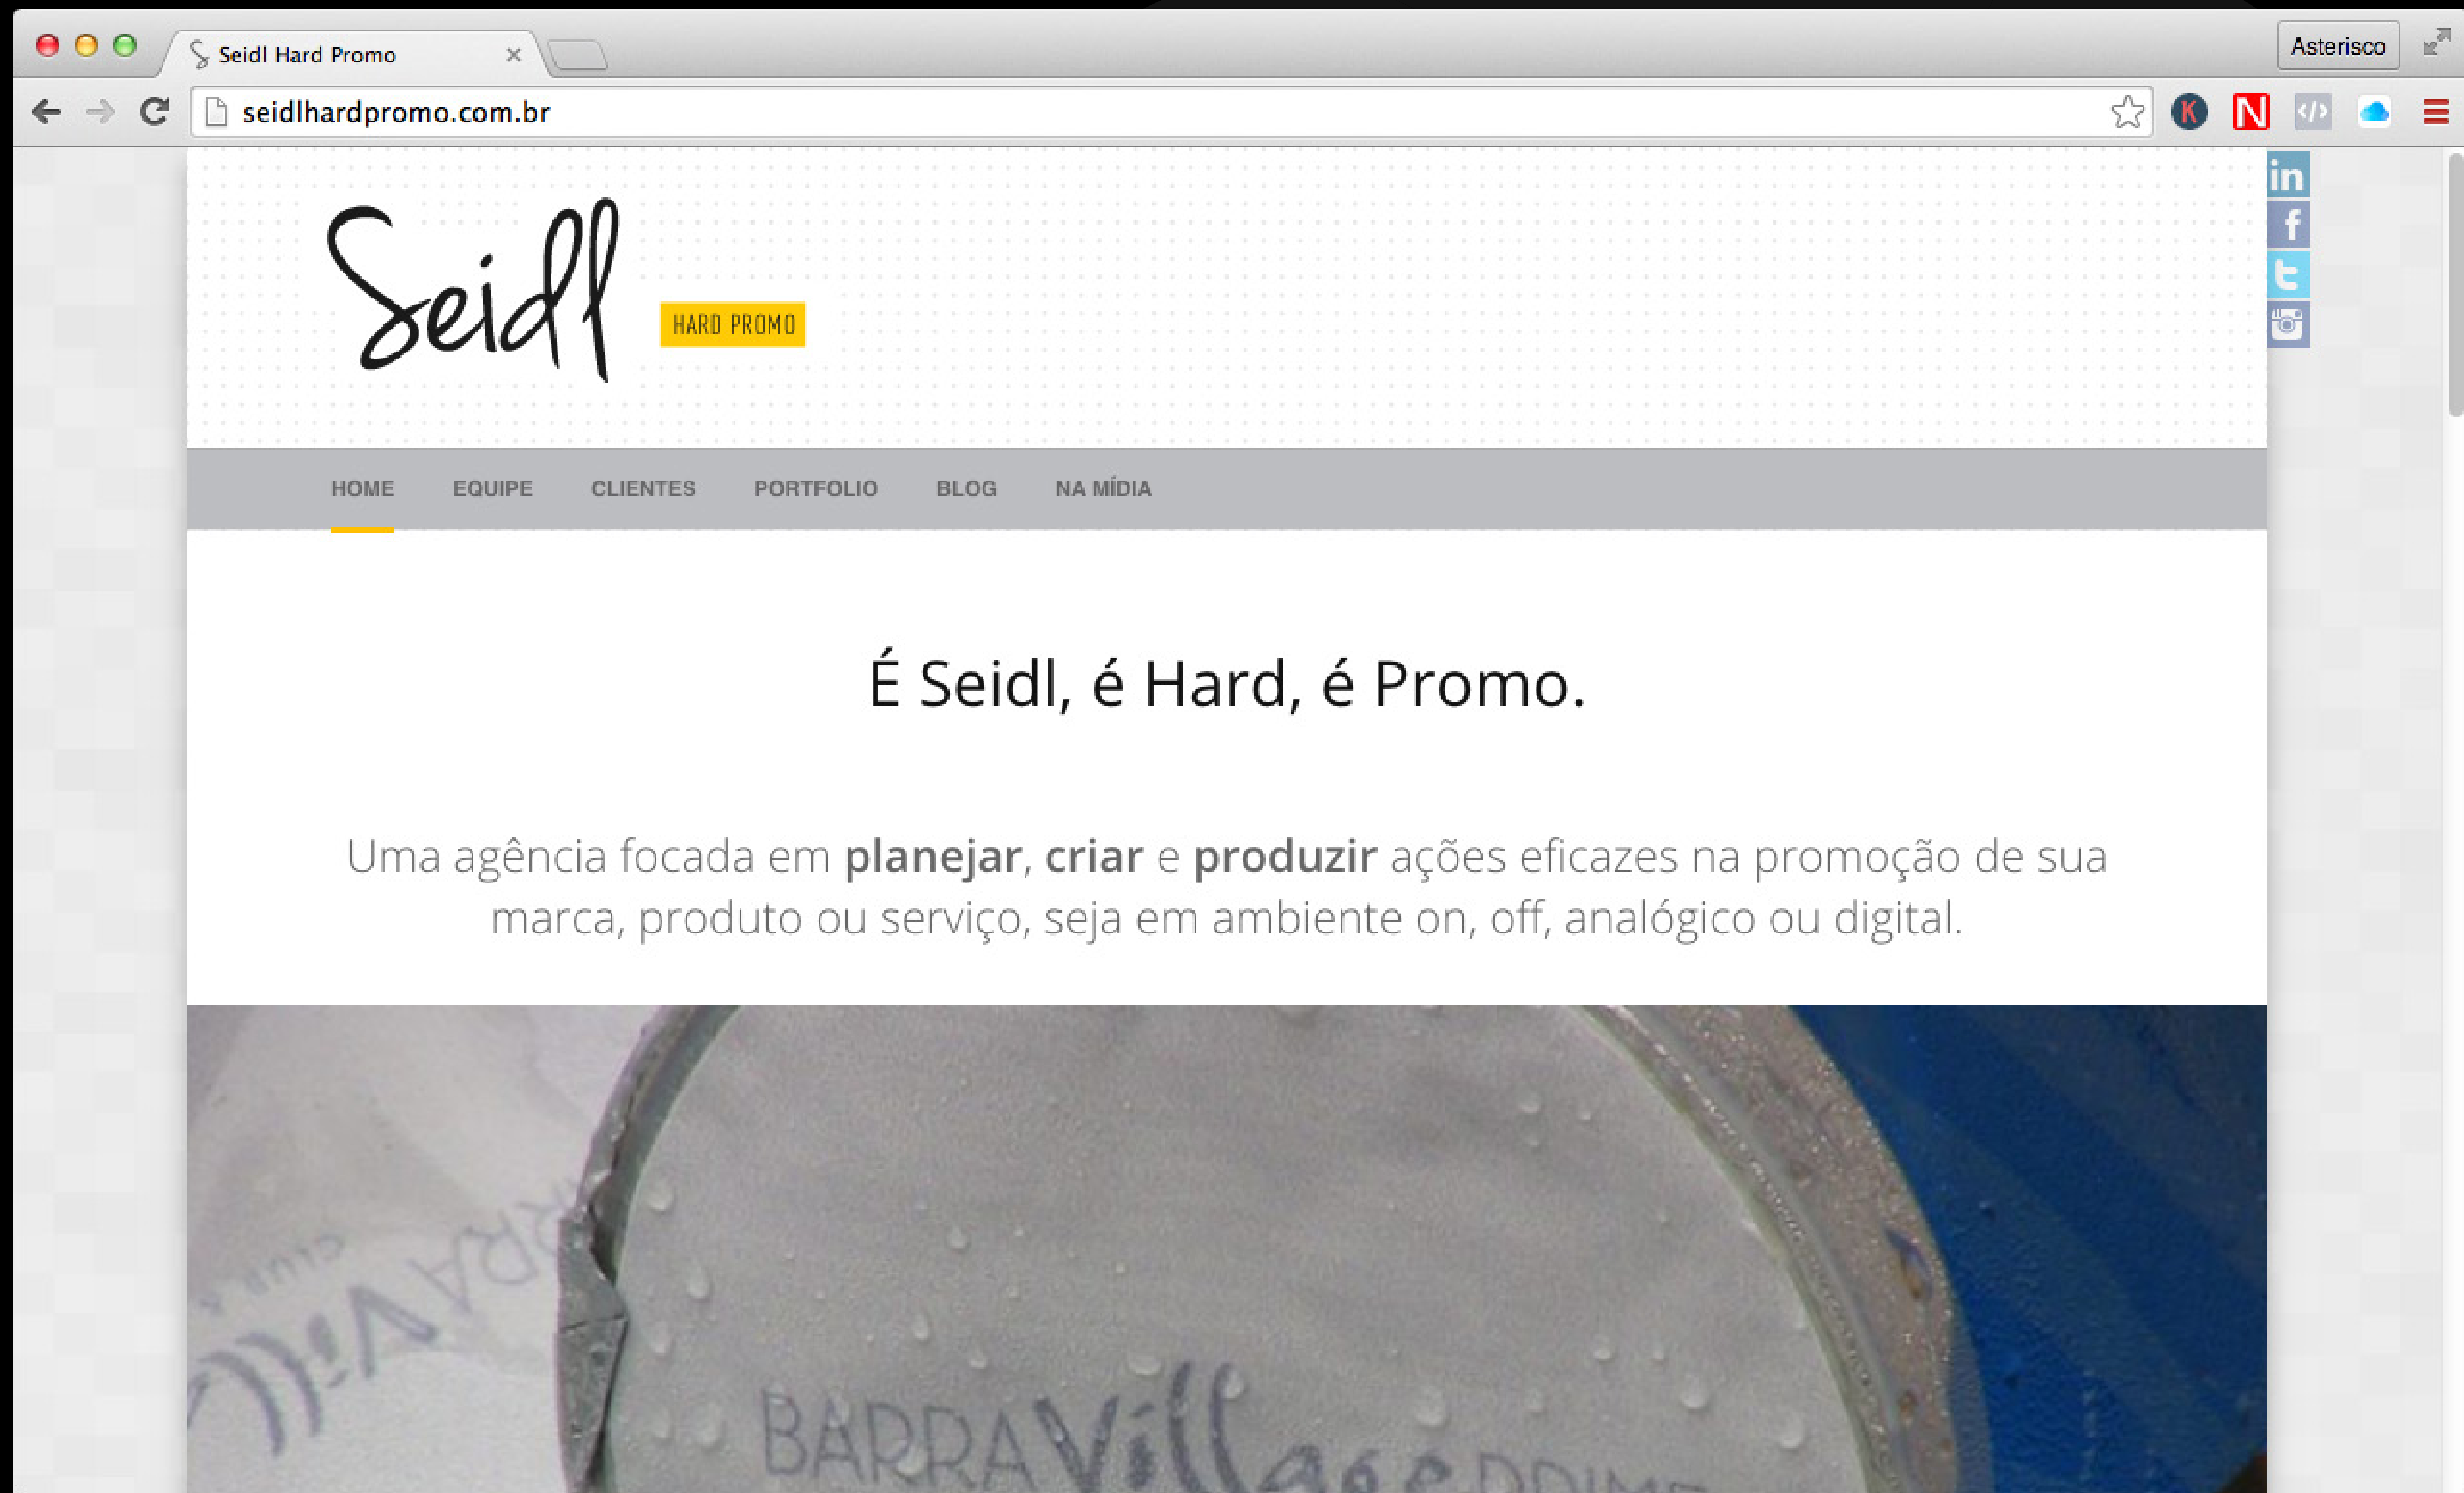 Seidl Hard Promo
Asterisco
seidlhardpromo.com.br
Seidl
HARD PROMO
HOME EQUIPE CLIENTES PORTFOLIO BLOG NA MÍDIA
É Seidl, é Hard, é Promo.
Uma agência focada em planejar, criar e produzir ações eficazes na promoção de sua
marca, produto ou serviço, seja em ambiente on, off, analógico ou digital.
BARRA Village